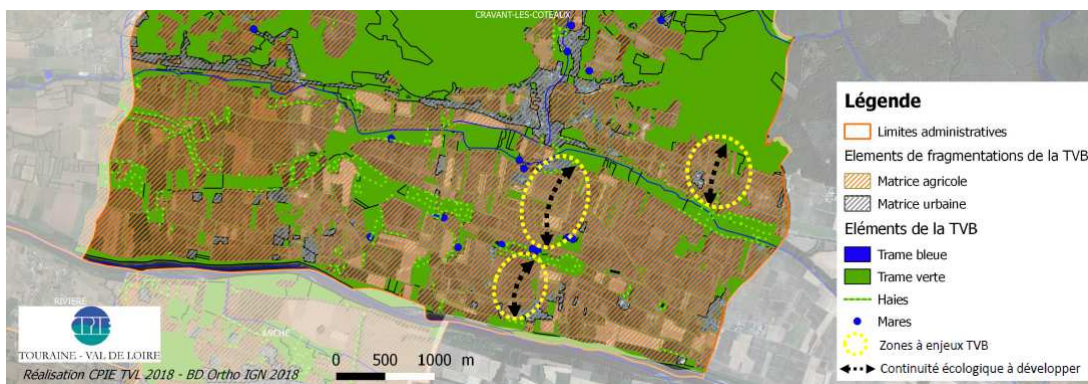 CRAVANT-LES-COTEAUX
Légende
Limites administratives
Elements de fragmentations de la TVB
Matrice agricole
Matrice urbaine
Eléments de la TVB
Trame bleue
Trame verte
Haies
Mares
Zones à enjeux TVB
Continuité écologique à développer
RIVIÈRE
CPIE
TOURAINE - VAL DE LOIRE
0 500 1000 m
Réalisation CPIE TVL 2018 - BD Ortho IGN 2018